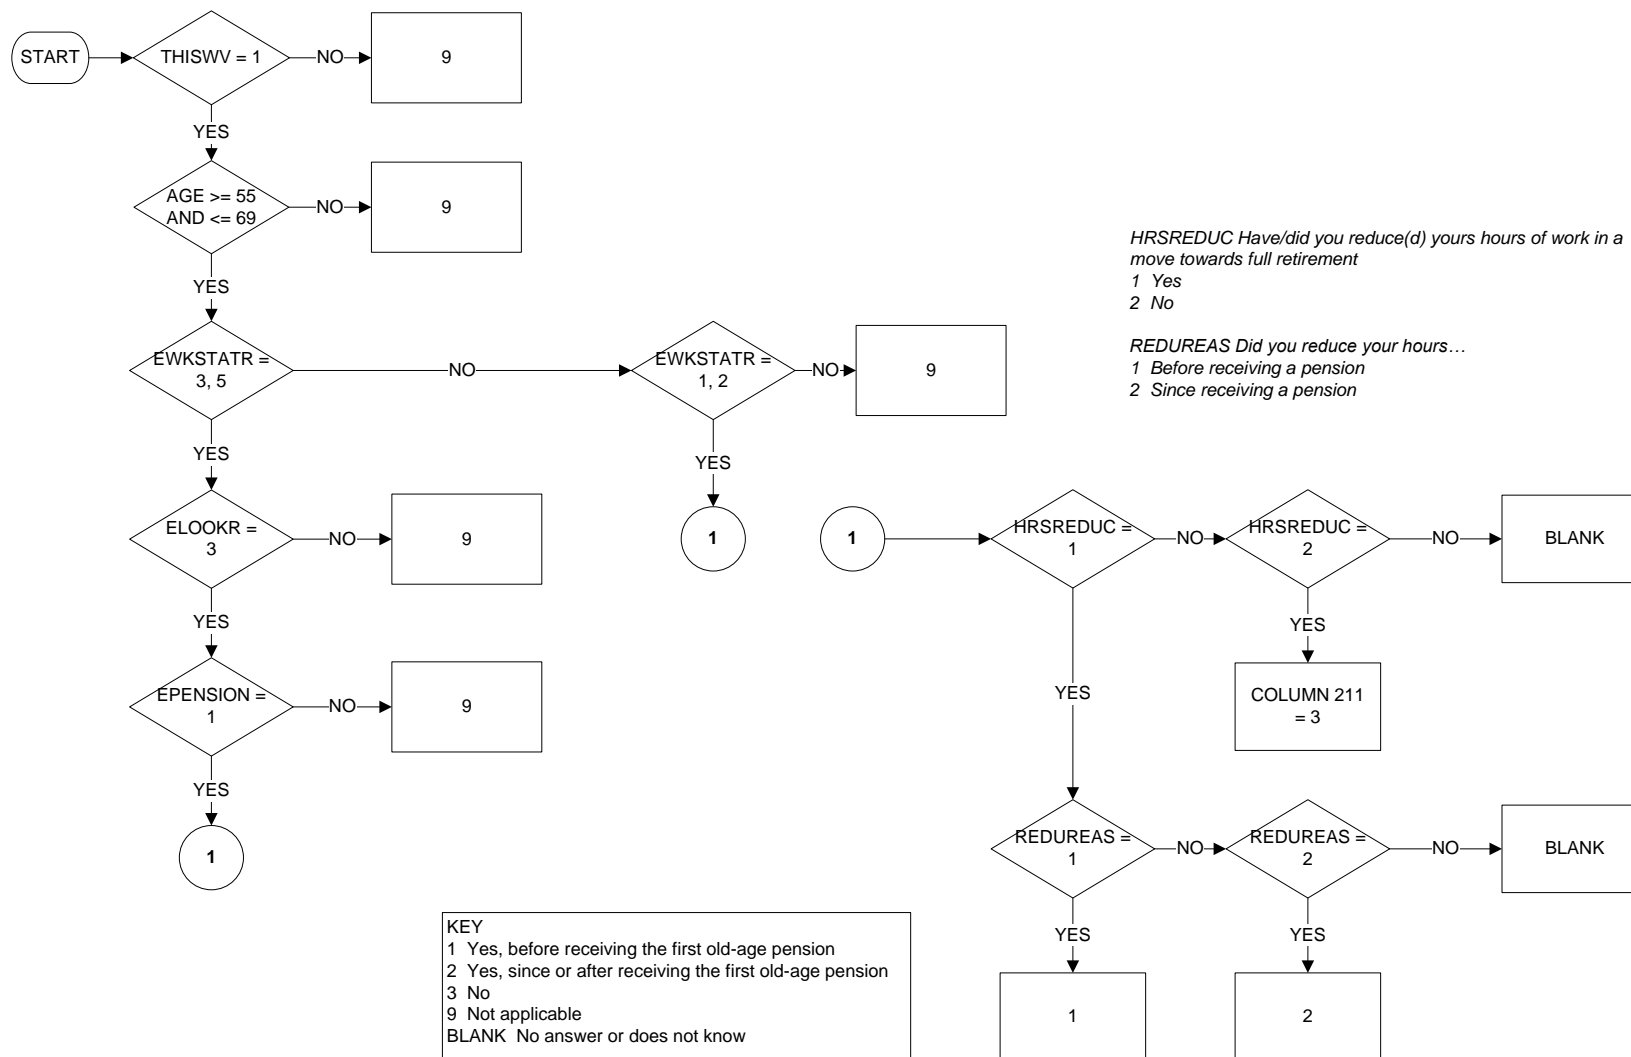 START
THISWV = 1
NO
9
YES
AGE >= 55
AND <= 69
NO
9
YES
HRSREDUC Have/did you reduce(d) yours hours of work in a
move towards full retirement
1 Yes
2 No
REDUREAS Did you reduce your hours…
1 Before receiving a pension
2 Since receiving a pension
EWKSTATR =
3, 5
NO
EWKSTATR =
1, 2
NO
9
YES
YES
ELOOKR =
3
NO
9
1
1
HRSREDUC =
1
NO
HRSREDUC =
2
NO
BLANK
YES
YES
EPENSION =
1
NO
9
YES
COLUMN 211
= 3
YES
1
REDUREAS =
1
NO
REDUREAS =
2
NO
BLANK
YES
YES
1
2
KEY
1 Yes, before receiving the first old-age pension
2 Yes, since or after receiving the first old-age pension
3 No
9 Not applicable
BLANK No answer or does not know